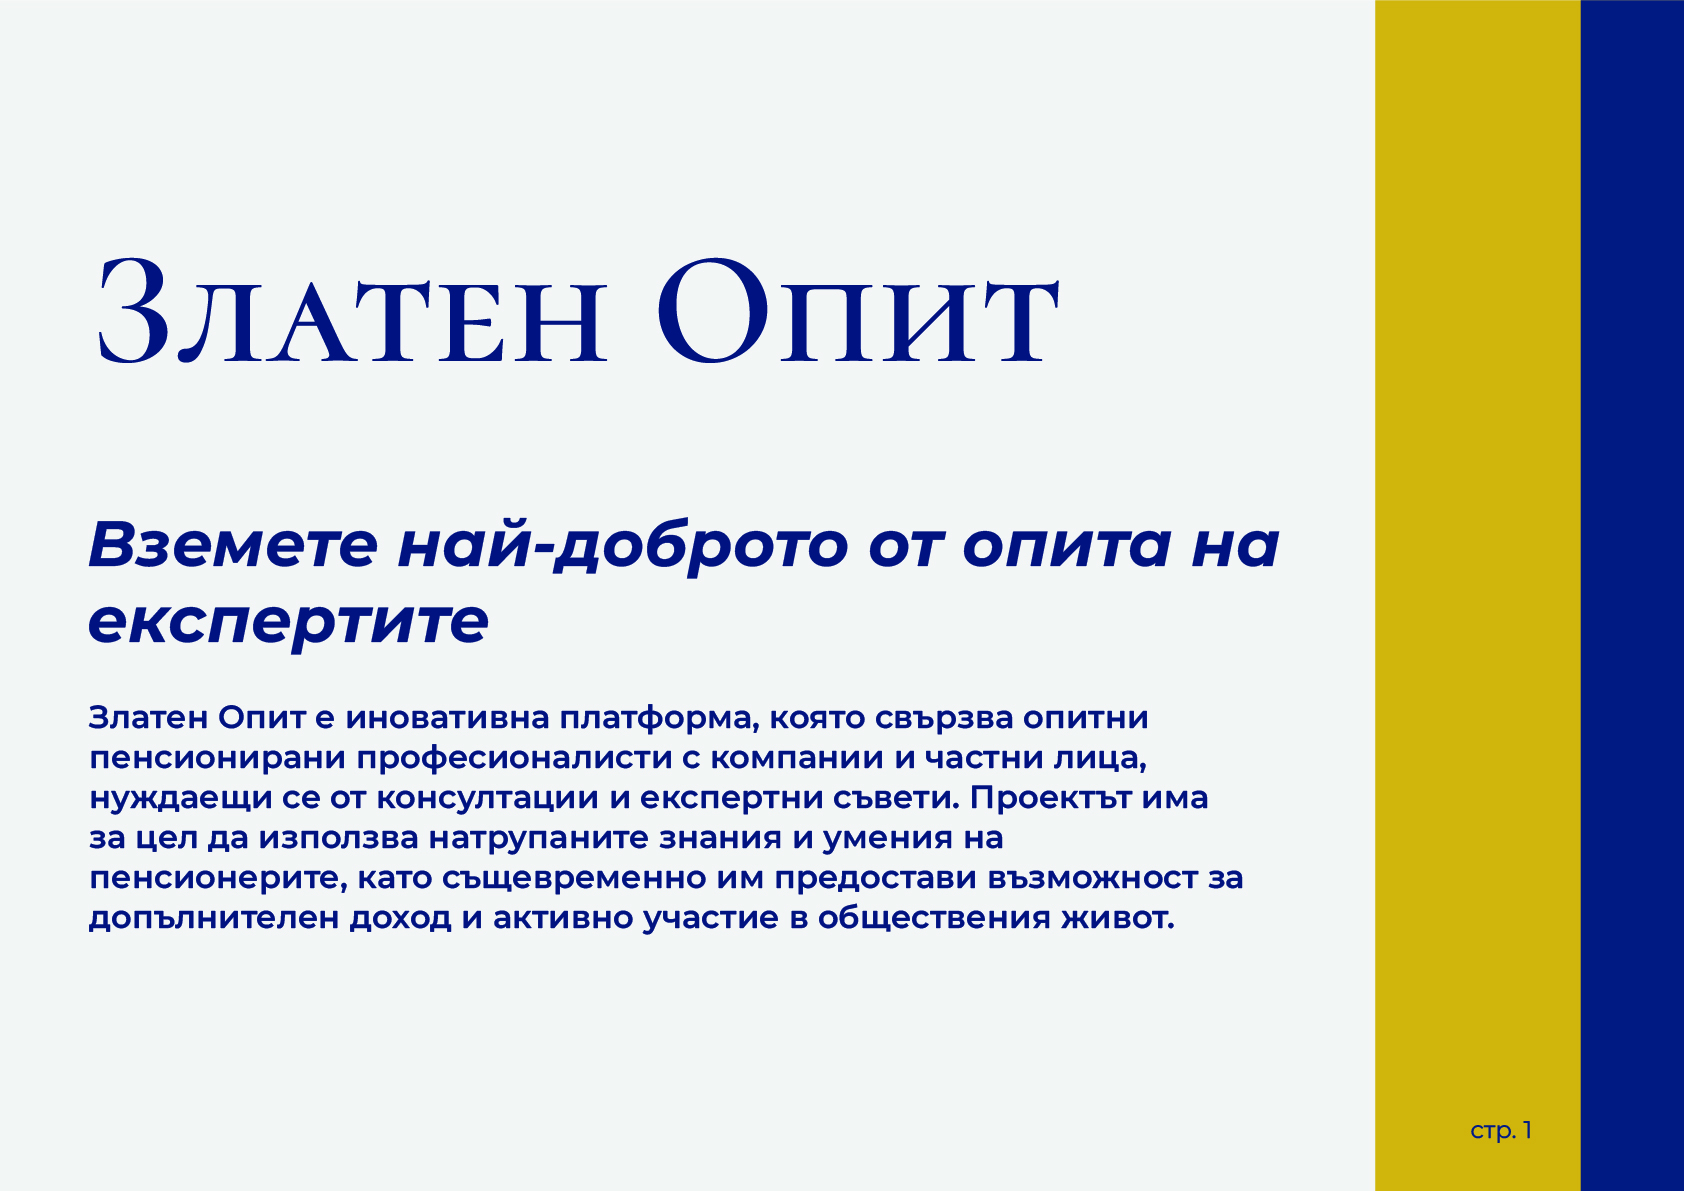 Златен Опит
Вземете най-доброто от опита на
експертите
Златен Опит е иновативна платформа, която свързва опитни
пенсионирани професионалисти с компании и частни лица,
нуждаещи се от консултации и експертни съвети. Проектът има
за цел да използва натрупаните знания и умения на
пенсионерите, като същевременно им предостави възможност за
допълнителен доход и активно участие в обществения живот.
стр. 1